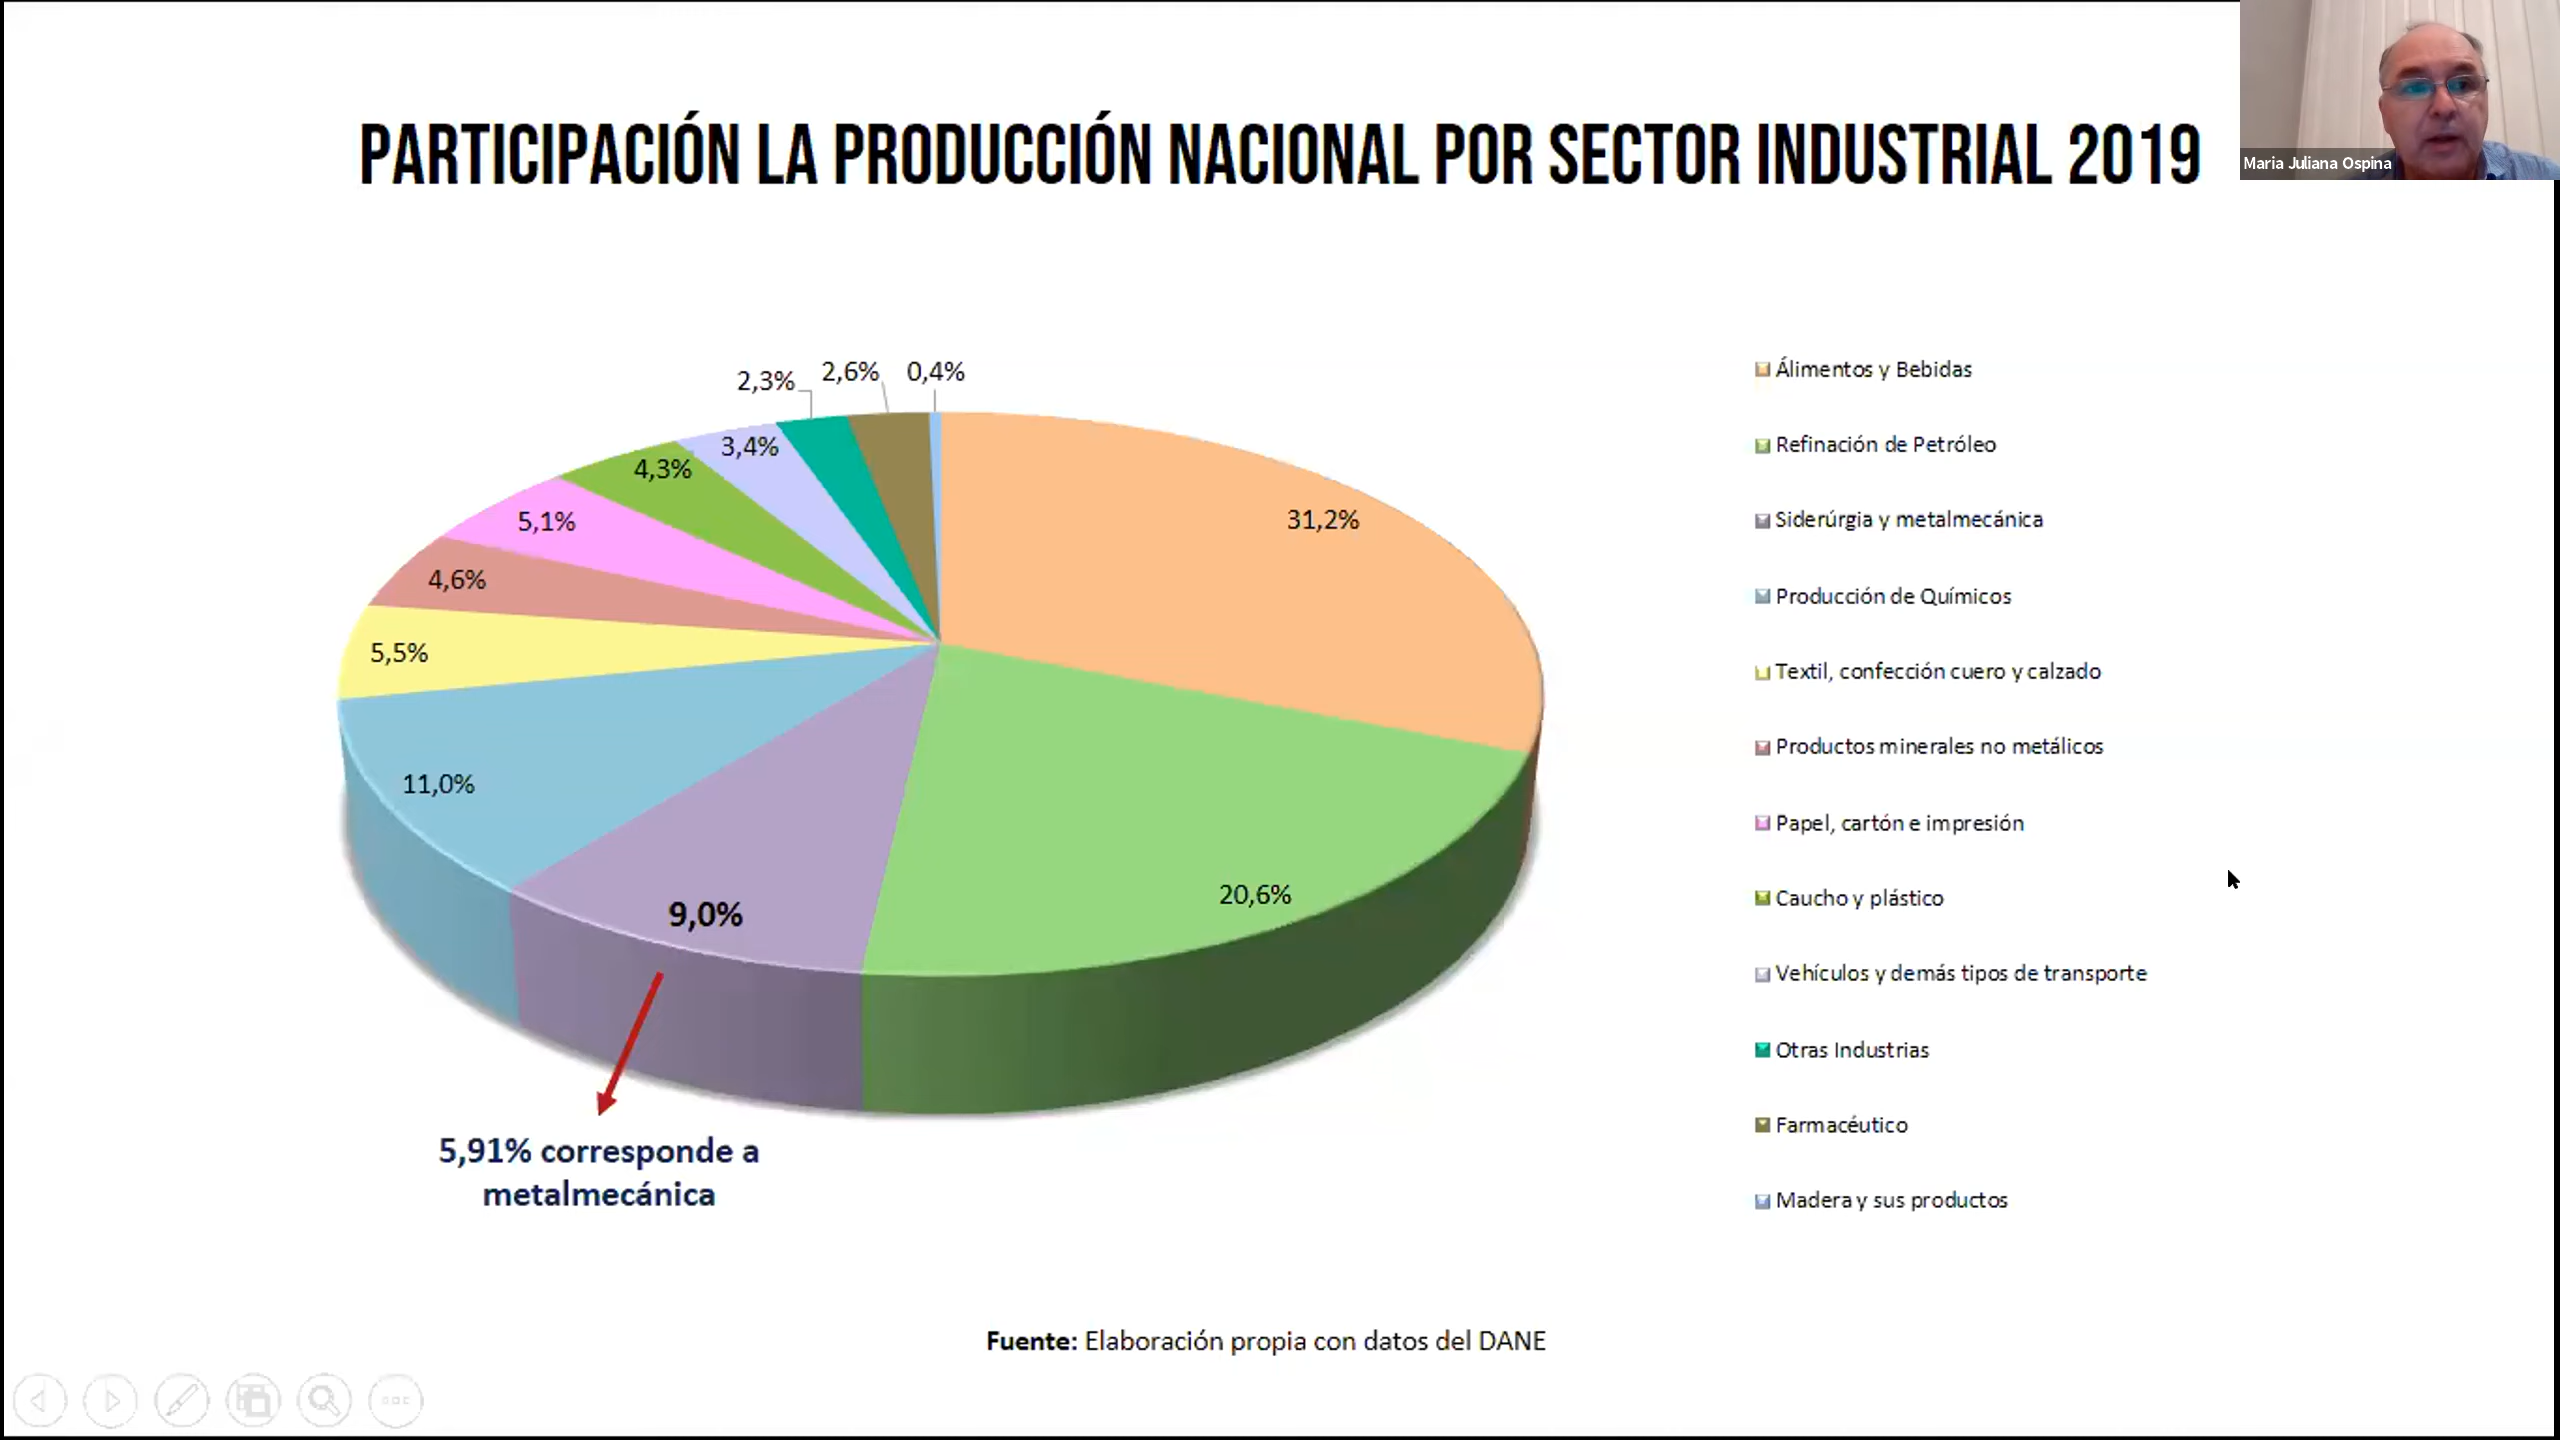 PARTICIPACIÓN LA PRODUCCIÓN NACIONAL POR SECTOR INDUSTRIAL 2019
Maria Juliana Ospina
2,3%
2,6%
0,4%
3,4%
4,3%
5,1%
4,6%
5,5%
11,0%
9,0%
20,6%
31,2%
5,91% corresponde a
metalmecánica
Álimentos y Bebidas
Refinación de Petróleo
Siderúrgia y metalmecánica
Producción de Químicos
Textil, confección cuero y calzado
Productos minerales no metálicos
Papel, cartón e impresión
Caucho y plástico
Vehículos y demás tipos de transporte
Otras Industrias
Farmacéutico
Madera y sus productos
Fuente: Elaboración propia con datos del DANE